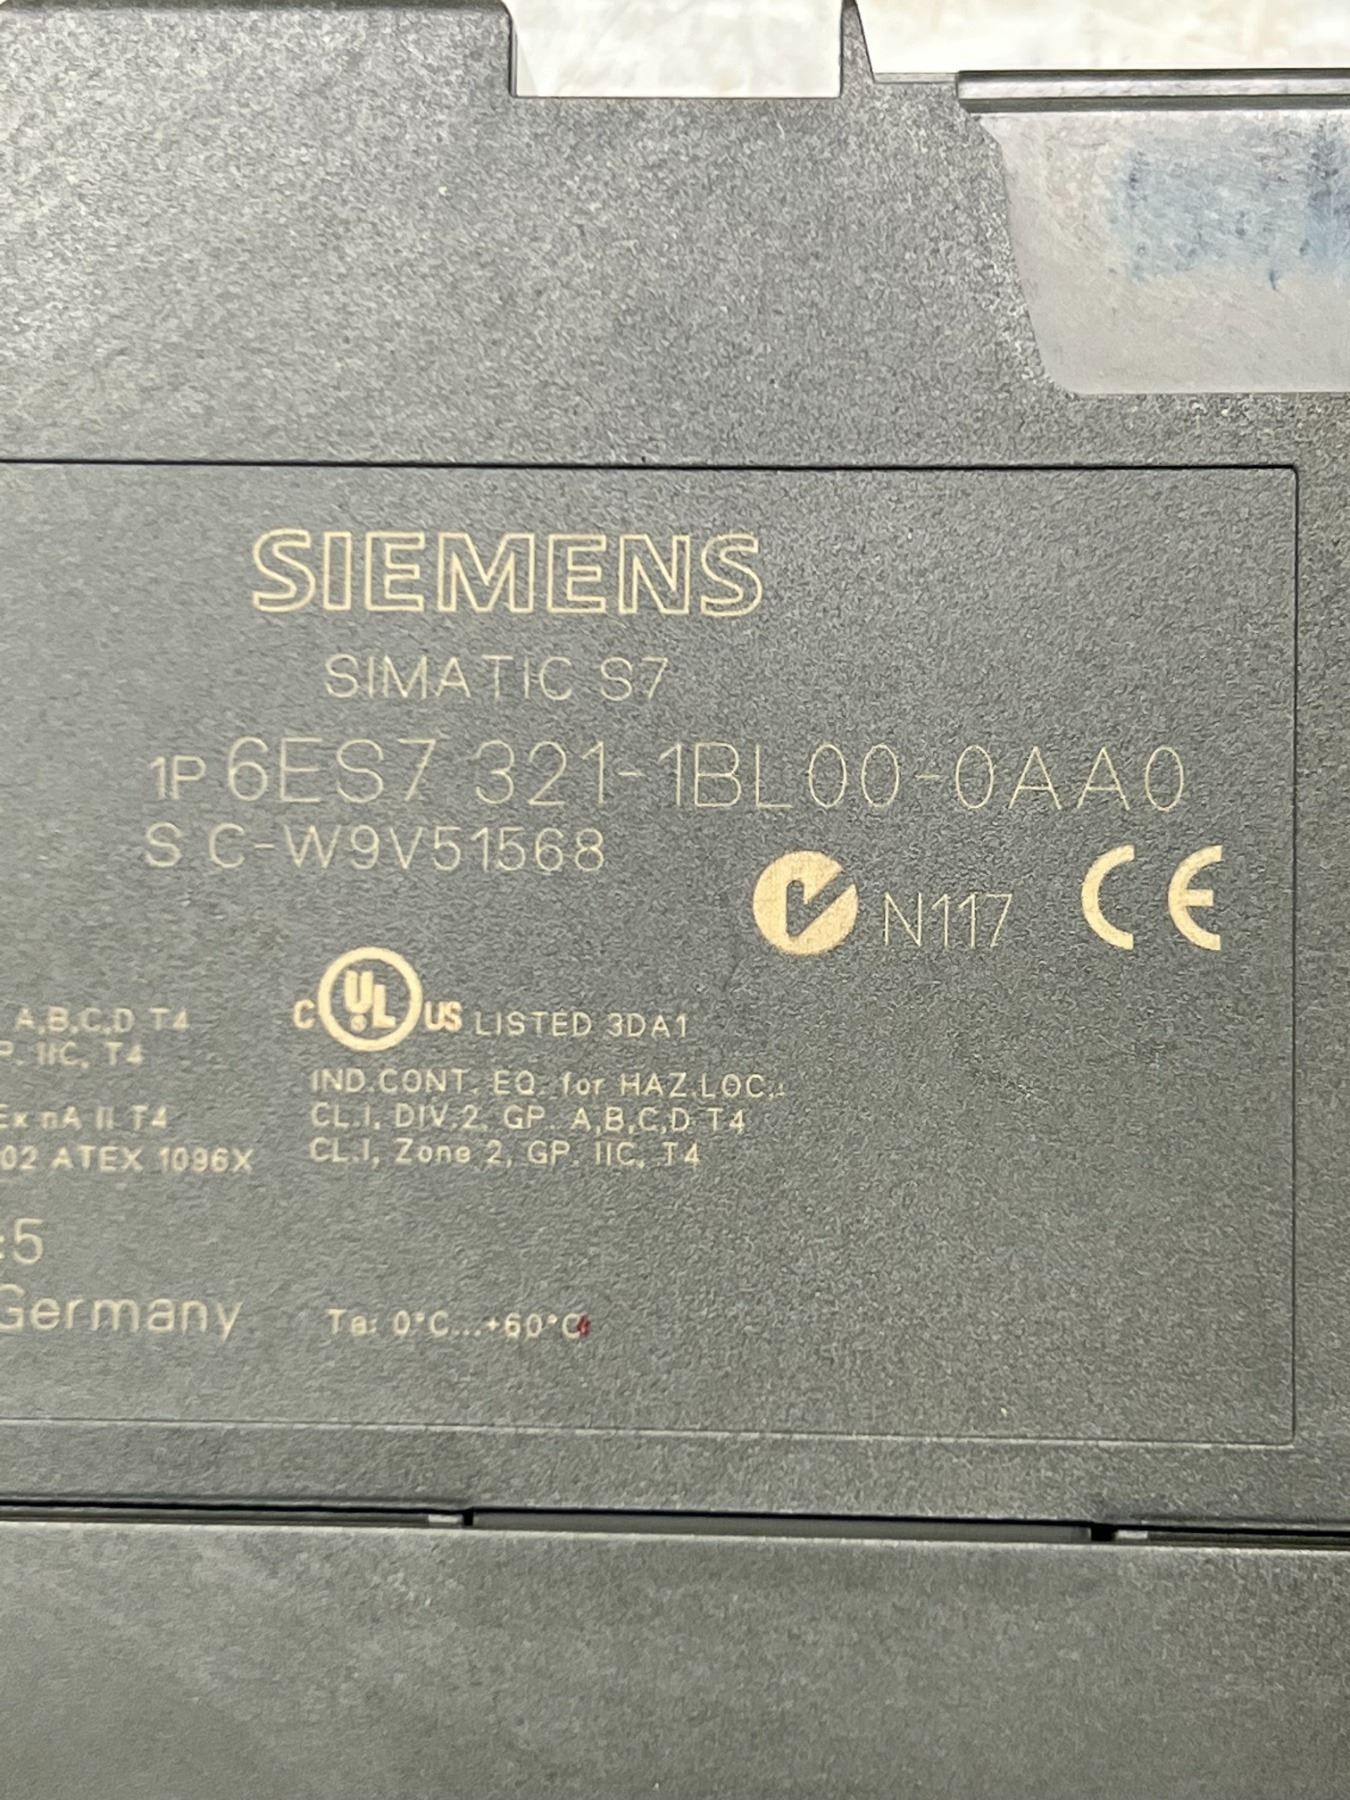 SIEMENS
SIMATIC S7
1P 6ES7 321-1BL00-0AA0
S C-W9V51568
N117 CE
C UL US LISTED 3DA1
A,B,C,D T4
P. IIC, T4
IND.CONT. EQ. for HAZ.LOC.
CL.I, DIV.2, GP. A,B,C,D T4
CL.I, Zone 2, GP. IIC, T4
Ex nA II T4
02 ATEX 1096X
:5
Germany
Ta: 0°C...+60°C